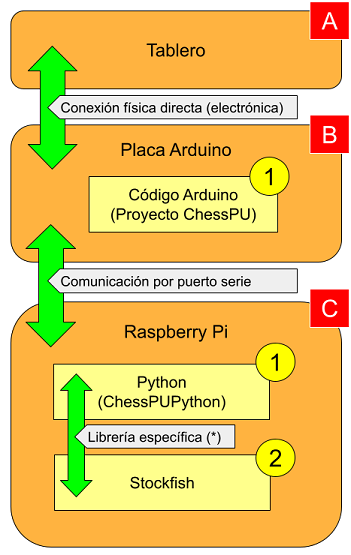 A
Tablero
Conexión física directa (electrónica)
B
Placa Arduino
1
Código Arduino
(Proyecto ChessPU)
Comunicación por puerto serie
C
Raspberry Pi
1
Python
(ChessPUPython)
Librería específica (*)
2
Stockfish